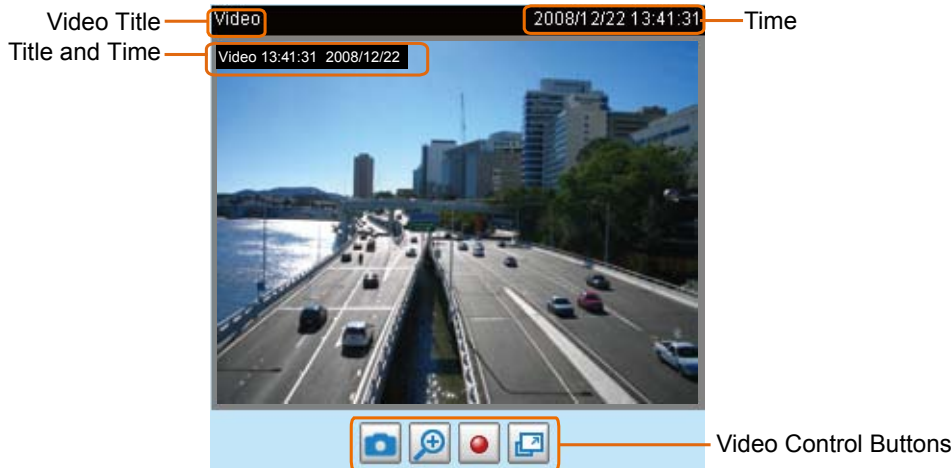 Video Title
Video
2008/12/22 13:41:31
Time
Title and Time
Video 13:41:31 2008/12/22
Video Control Buttons